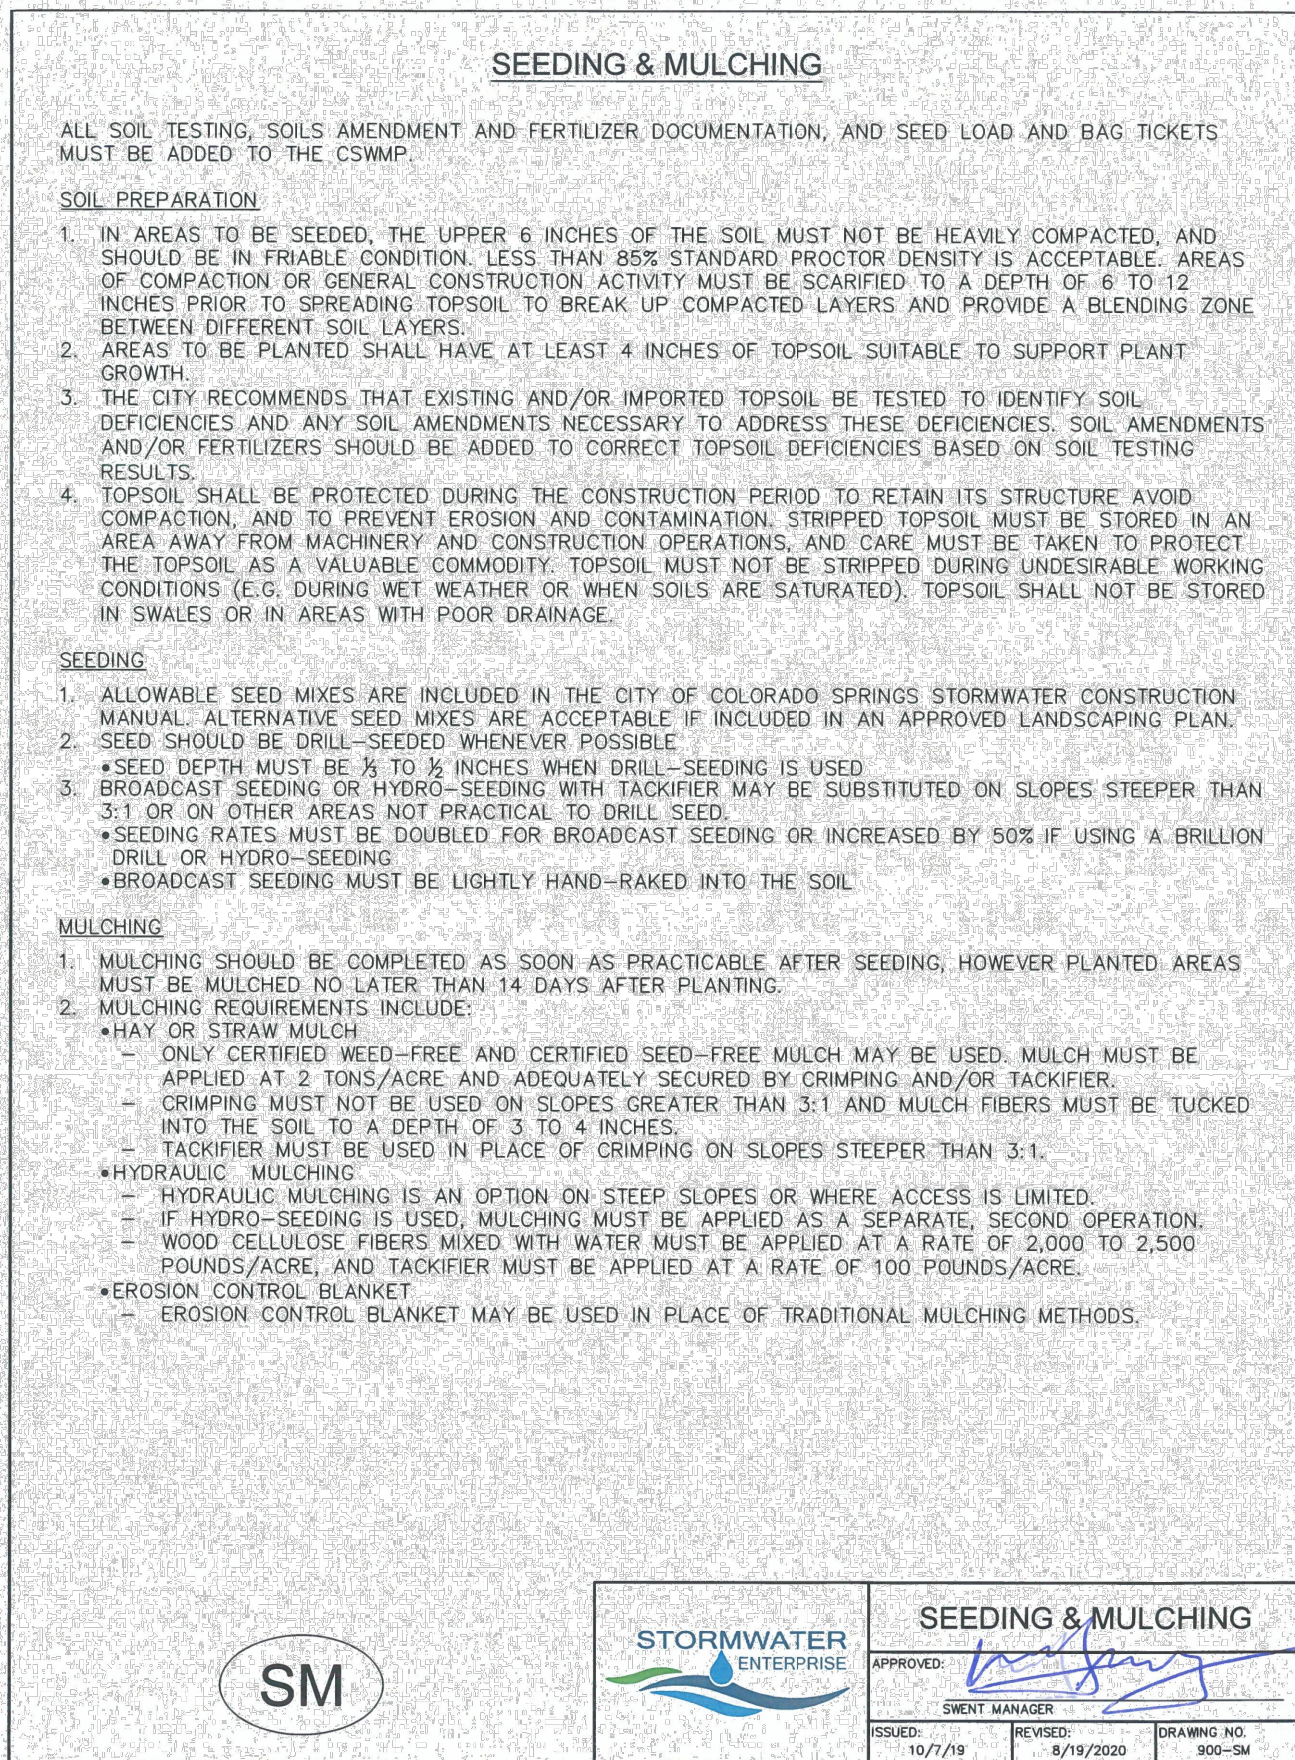 SEEDING & MULCHING
ALL SOIL TESTING, SOILS AMENDMENT AND FERTILIZER DOCUMENTATION, AND SEED LOAD AND BAG TICKETS
MUST BE ADDED TO THE CSWMP.
SOIL PREPARATION
1. IN AREAS TO BE SEEDED, THE UPPER 6 INCHES OF THE SOIL MUST NOT BE HEAVILY COMPACTED, AND
SHOULD BE IN FRIABLE CONDITION. LESS THAN 85% STANDARD PROCTOR DENSITY IS ACCEPTABLE. AREAS
OF COMPACTION OR GENERAL CONSTRUCTION ACTIVITY MUST BE SCARIFIED TO A DEPTH OF 6 TO 12
INCHES PRIOR TO SPREADING TOPSOIL TO BREAK UP COMPACTED LAYERS AND PROVIDE A BLENDING ZONE
BETWEEN DIFFERENT SOIL LAYERS.
2. AREAS TO BE PLANTED SHALL HAVE AT LEAST 4 INCHES OF TOPSOIL SUITABLE TO SUPPORT PLANT
GROWTH.
3. THE CITY RECOMMENDS THAT EXISTING AND/OR IMPORTED TOPSOIL BE TESTED TO IDENTIFY SOIL
DEFICIENCIES AND ANY SOIL AMENDMENTS NECESSARY TO ADDRESS THESE DEFICIENCIES. SOIL AMENDMENTS
AND/OR FERTILIZERS SHOULD BE ADDED TO CORRECT TOPSOIL DEFICIENCIES BASED ON SOIL TESTING
RESULTS.
4. TOPSOIL SHALL BE PROTECTED DURING THE CONSTRUCTION PERIOD TO RETAIN ITS STRUCTURE AVOID
COMPACTION, AND TO PREVENT EROSION AND CONTAMINATION. STRIPPED TOPSOIL MUST BE STORED IN AN
AREA AWAY FROM MACHINERY AND CONSTRUCTION OPERATIONS, AND CARE MUST BE TAKEN TO PROTECT
THE TOPSOIL AS A VALUABLE COMMODITY. TOPSOIL MUST NOT BE STRIPPED DURING UNDESIRABLE WORKING
CONDITIONS (E.G. DURING WET WEATHER OR WHEN SOILS ARE SATURATED). TOPSOIL SHALL NOT BE STORED
IN SWALES OR IN AREAS WITH POOR DRAINAGE.
SEEDING
1. ALLOWABLE SEED MIXES ARE INCLUDED IN THE CITY OF COLORADO SPRINGS STORMWATER CONSTRUCTION
MANUAL. ALTERNATIVE SEED MIXES ARE ACCEPTABLE IF INCLUDED IN AN APPROVED LANDSCAPING PLAN.
2. SEED SHOULD BE DRILL-SEEDED WHENEVER POSSIBLE
•SEED DEPTH MUST BE ⅓ TO ½ INCHES WHEN DRILL-SEEDING IS USED
3. BROADCAST SEEDING OR HYDRO-SEEDING WITH TACKIFIER MAY BE SUBSTITUTED ON SLOPES STEEPER THAN
3:1 OR ON OTHER AREAS NOT PRACTICAL TO DRILL SEED.
•SEEDING RATES MUST BE DOUBLED FOR BROADCAST SEEDING OR INCREASED BY 50% IF USING A BRILLION
DRILL OR HYDRO-SEEDING
•BROADCAST SEEDING MUST BE LIGHTLY HAND-RAKED INTO THE SOIL
MULCHING
1. MULCHING SHOULD BE COMPLETED AS SOON AS PRACTICABLE AFTER SEEDING, HOWEVER PLANTED AREAS
MUST BE MULCHED NO LATER THAN 14 DAYS AFTER PLANTING.
2. MULCHING REQUIREMENTS INCLUDE:
•HAY OR STRAW MULCH
- ONLY CERTIFIED WEED-FREE AND CERTIFIED SEED-FREE MULCH MAY BE USED. MULCH MUST BE
APPLIED AT 2 TONS/ACRE AND ADEQUATELY SECURED BY CRIMPING AND/OR TACKIFIER.
- CRIMPING MUST NOT BE USED ON SLOPES GREATER THAN 3:1 AND MULCH FIBERS MUST BE TUCKED
INTO THE SOIL TO A DEPTH OF 3 TO 4 INCHES.
- TACKIFIER MUST BE USED IN PLACE OF CRIMPING ON SLOPES STEEPER THAN 3:1.
•HYDRAULIC MULCHING
- HYDRAULIC MULCHING IS AN OPTION ON STEEP SLOPES OR WHERE ACCESS IS LIMITED.
- IF HYDRO-SEEDING IS USED, MULCHING MUST BE APPLIED AS A SEPARATE, SECOND OPERATION.
- WOOD CELLULOSE FIBERS MIXED WITH WATER MUST BE APPLIED AT A RATE OF 2,000 TO 2,500
POUNDS/ACRE, AND TACKIFIER MUST BE APPLIED AT A RATE OF 100 POUNDS/ACRE.
•EROSION CONTROL BLANKET
- EROSION CONTROL BLANKET MAY BE USED IN PLACE OF TRADITIONAL MULCHING METHODS.
SM
STORMWATER
ENTERPRISE
SEEDING & MULCHING
APPROVED:
SWENT MANAGER
ISSUED: 10/7/19
REVISED: 8/19/2020
DRAWING NO. 900-SM